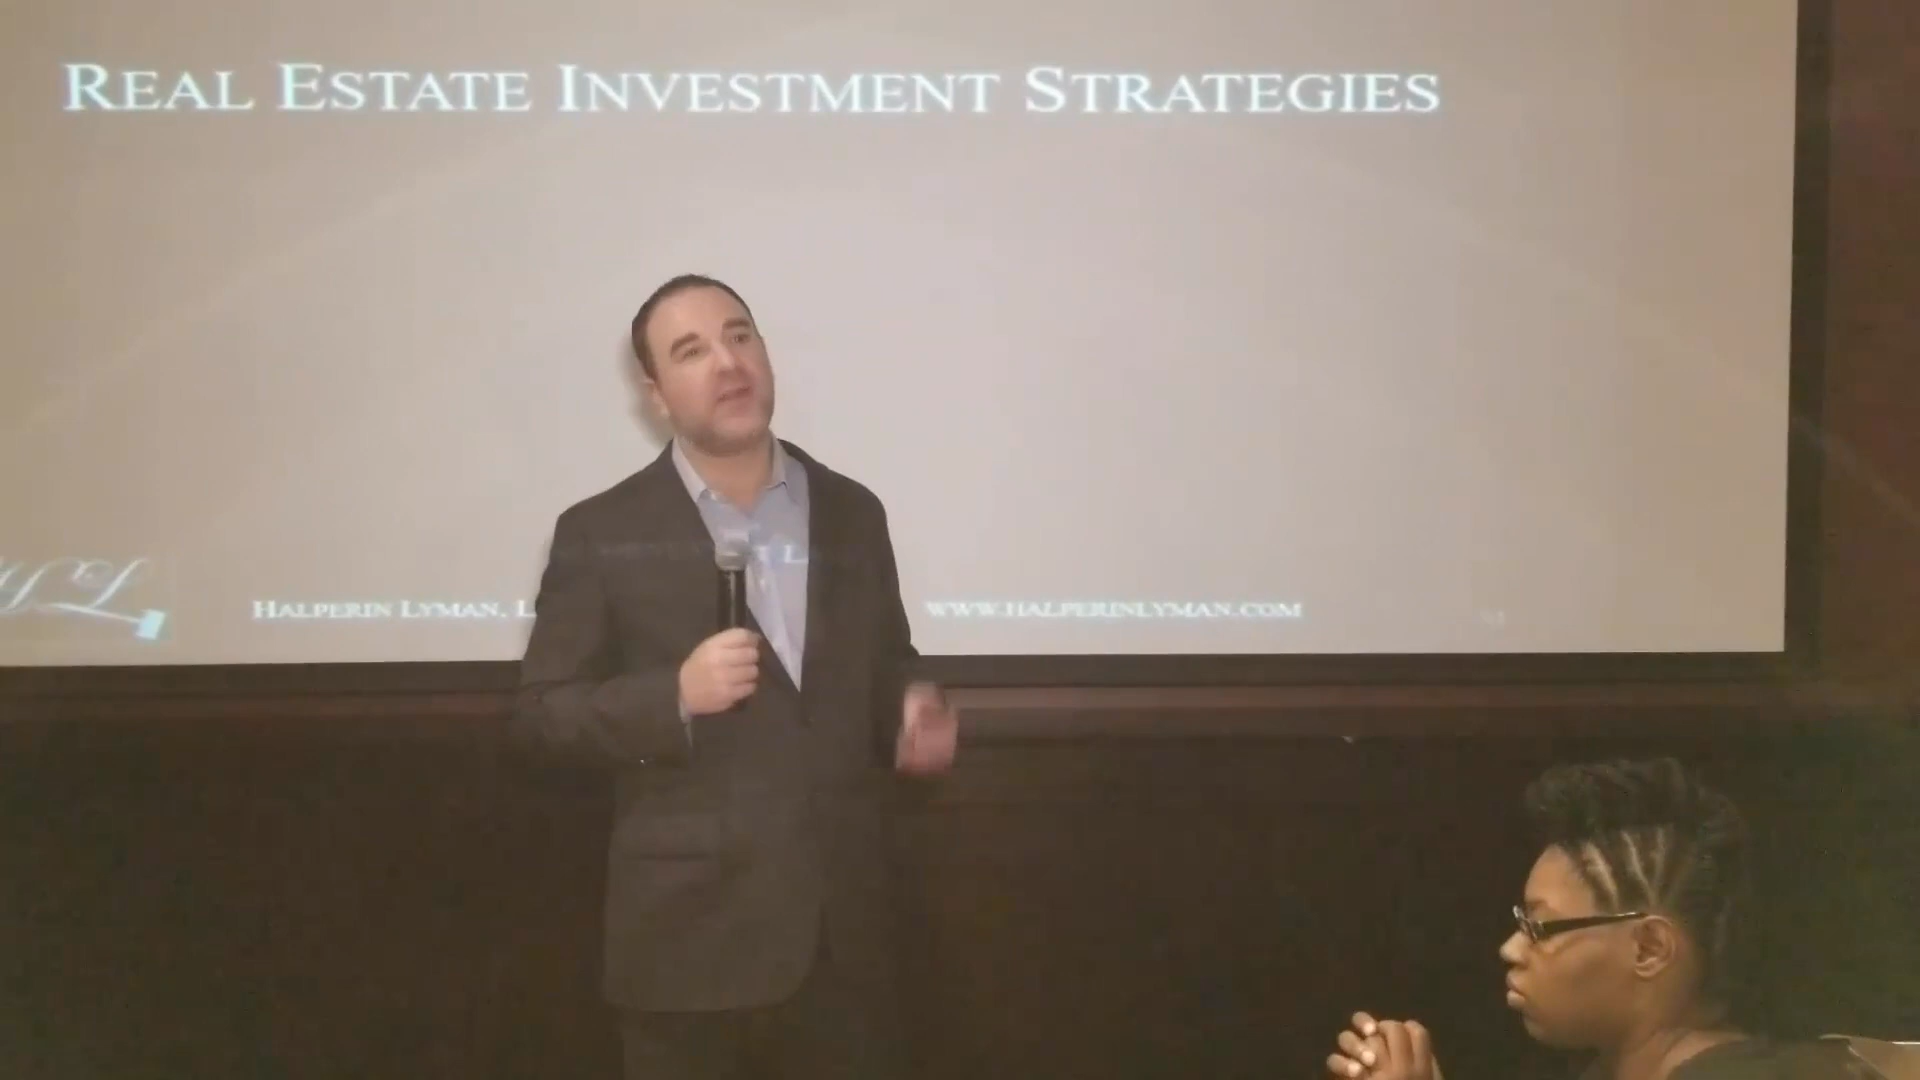 REAL ESTATE INVESTMENT STRATEGIES
HALPERIN LYMAN, L
WWW.HALPERINLYMAN.COM